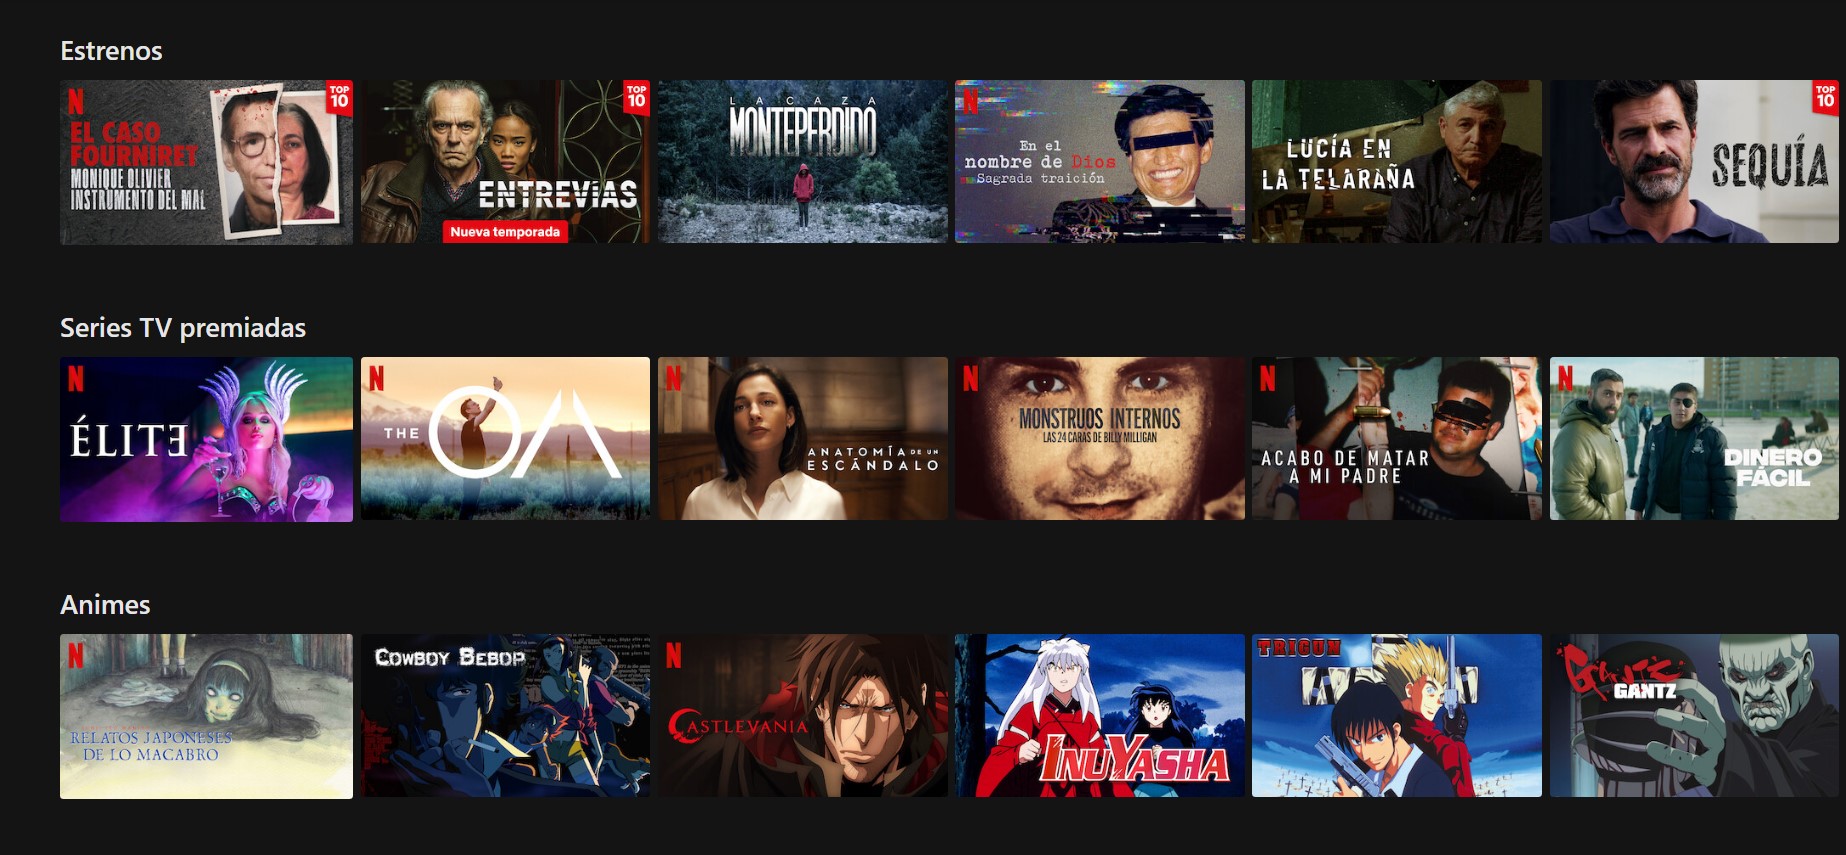 Estrenos
N
TOP
10
EL CASO
FOURNIRET
MONIQUE OLIVIER
INSTRUMENTO DEL MAL
TOP
10
ENTREVÍAS
Nueva temporada
LA CAZA
MONTEPERDIDO
N
En el
nombre de Dios
Sagrada traición
LUCÍA EN
LA TELARAÑA
TOP
10
SEQUÍA
Series TV premiadas
N
ÉLITE
N
THE OA
N
ANATOMÍA DE UN
ESCÁNDALO
N
MONSTRUOS INTERNOS
LAS 24 CARAS DE BILLY MILLIGAN
N
ACABO DE MATAR
A MI PADRE
N
DINERO
FÁCIL
Animes
N
RELATOS JAPONESES
DE LO MACABRO
COWBOY BEBOP
N
CASTLEVANIA
INUYASHA
TRIGUN
GANTZ
GANTZ